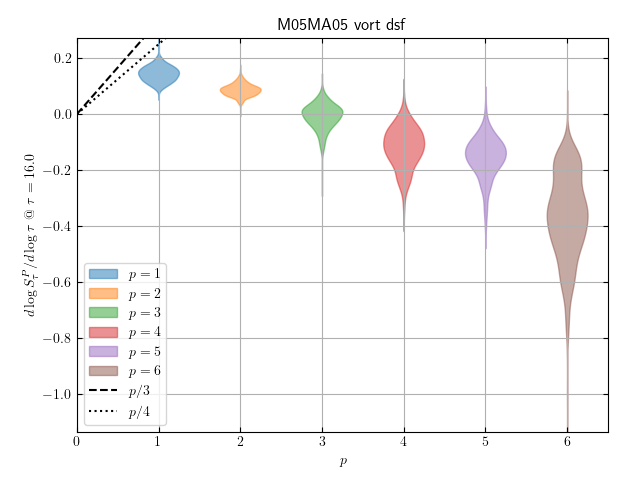 M05MA05 vort dsf
d log S_τ^P / d log τ @ τ = 16.0
0.2
0.0
−0.2
−0.4
−0.6
−0.8
−1.0
p = 1
p = 2
p = 3
p = 4
p = 5
p = 6
p/3
p/4
0 1 2 3 4 5 6
p